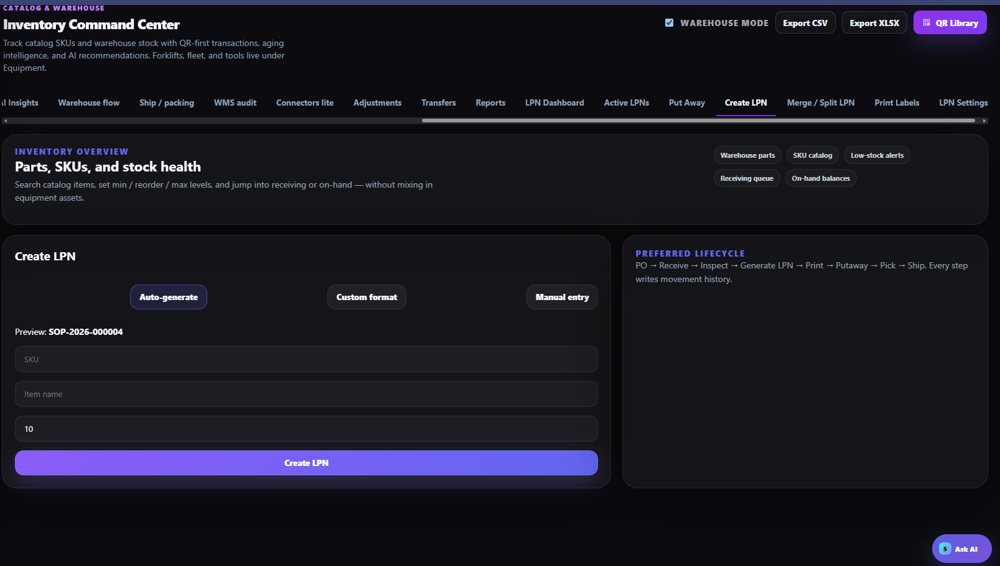 CATALOG & WAREHOUSE
Inventory Command Center
Track catalog SKUs and warehouse stock with QR-first transactions, aging
intelligence, and AI recommendations. Forklifts, fleet, and tools live under
Equipment.
WAREHOUSE MODE
Export CSV
Export XLSX
QR Library
AI Insights
Warehouse flow
Ship / packing
WMS audit
Connectors lite
Adjustments
Transfers
Reports
LPN Dashboard
Active LPNs
Put Away
Create LPN
Merge / Split LPN
Print Labels
LPN Settings
INVENTORY OVERVIEW
Parts, SKUs, and stock health
Search catalog items, set min / reorder / max levels, and jump into receiving or on-hand — without mixing in
equipment assets.
Warehouse parts
SKU catalog
Low-stock alerts
Receiving queue
On-hand balances
Create LPN
Auto-generate
Custom format
Manual entry
Preview: SOP-2026-000004
SKU
Item name
10
Create LPN
PREFERRED LIFECYCLE
PO → Receive → Inspect → Generate LPN → Print → Putaway → Pick → Ship. Every step
writes movement history.
S
Ask AI